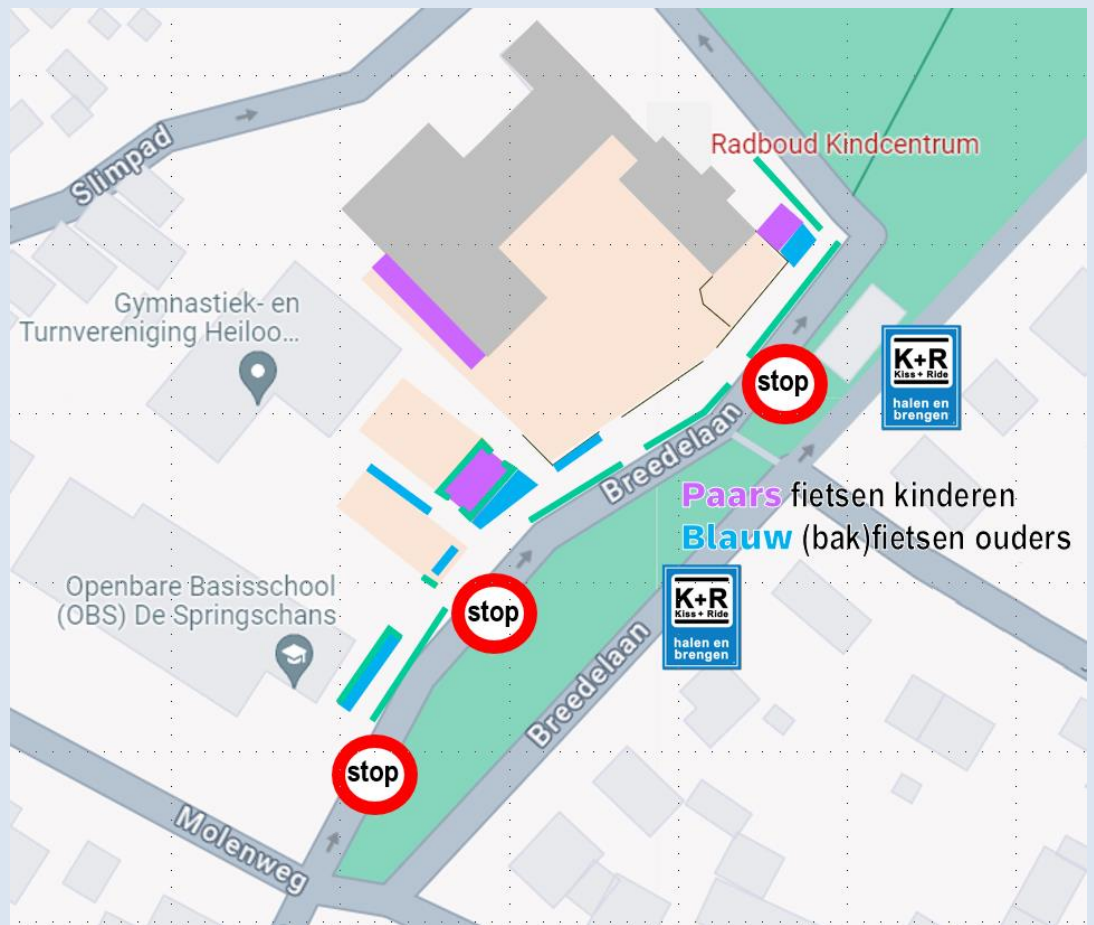 Slimpad
Radboud Kindcentrum
Gymnastiek- en
Turnvereniging Heiloo...
K+R
Kiss + Ride
halen en
brengen
stop
Breedelaan
Paars fietsen kinderen
Blauw (bak)fietsen ouders
Openbare Basisschool
(OBS) De Springschans
stop
K+R
Kiss + Ride
halen en
brengen
Breedelaan
stop
Molenweg